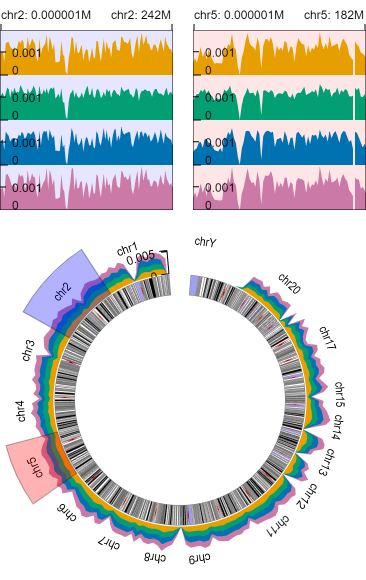 chr2: 0.000001M chr2: 242M chr5: 0.000001M chr5: 182M
0.001 0.001
0 0
0.001 0.001
0 0
0.001 0.001
0 0
0.001 0.001
0 0
chr1
0.005
0
chrY
chr2
chr20
chr3
chr17
chr4
chr15
chr14
chr5
chr13
chr6
chr12
chr7
chr11
chr8
chr9